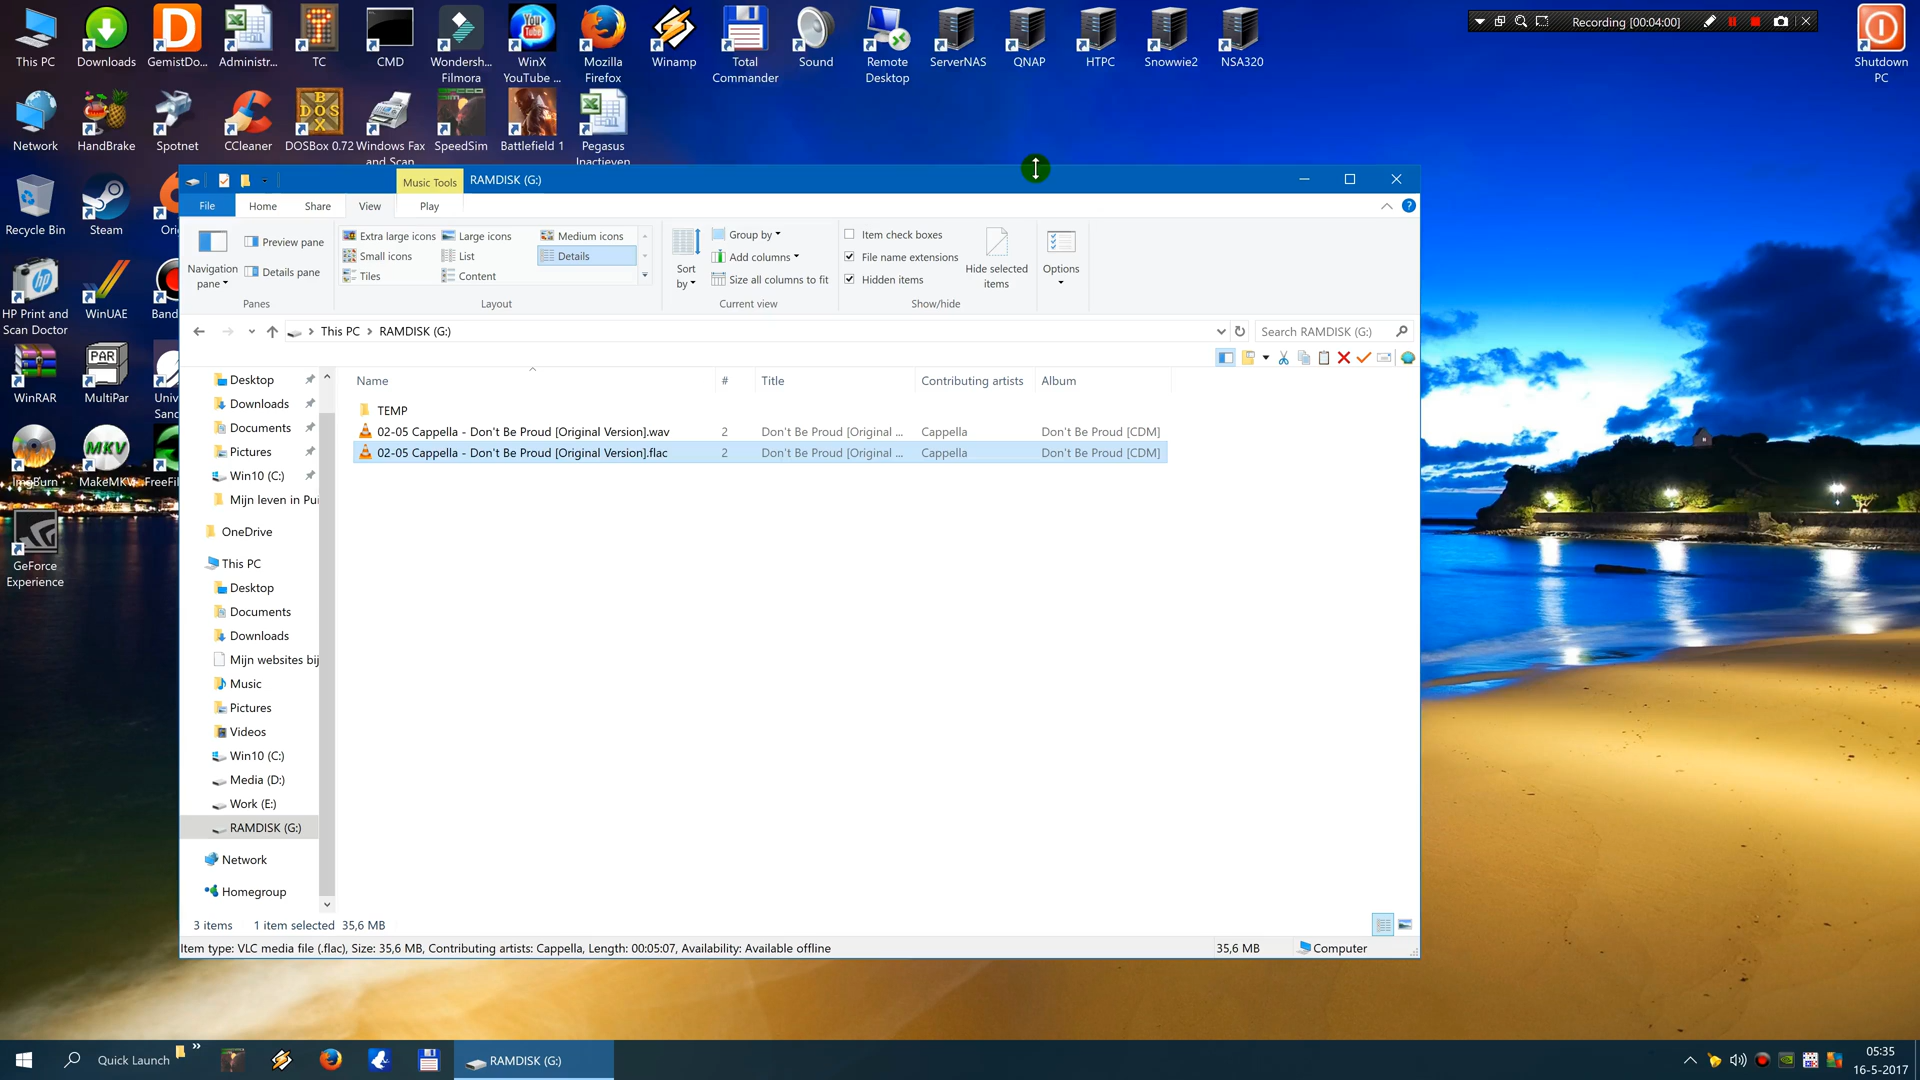 This PC
Downloads
GemistDo...
Administr...
TC
CMD
Wondersh...
Filmora
WinX
YouTube ...
Mozilla
Firefox
Winamp
Total
Commander
Sound
Remote
Desktop
ServerNAS
QNAP
HTPC
Snowwie2
NSA320
Recording [00:04:00]
Shutdown
PC
Network
HandBrake
Spotnet
CCleaner
DOSBox 0.72
Windows Fax
and Scan
SpeedSim
Battlefield 1
Pegasus
Inactieven
Recycle Bin
Steam
Ori
HP Print and
Scan Doctor
WinUAE
Band
WinRAR
MultiPar
Univ
Sand
ImgBurn
MakeMKV
FreeFil
GeForce
Experience
Music Tools
RAMDISK (G:)
File
Home
Share
View
Play
Navigation
pane
Preview pane
Details pane
Panes
Extra large icons
Large icons
Medium icons
Small icons
List
Details
Tiles
Content
Layout
Sort
by
Group by
Add columns
Size all columns to fit
Current view
Item check boxes
File name extensions
Hidden items
Hide selected
items
Show/hide
Options
This PC
RAMDISK (G:)
Search RAMDISK (G:)
Desktop
Downloads
Documents
Pictures
Win10 (C:)
Mijn leven in Pu
OneDrive
This PC
Desktop
Documents
Downloads
Mijn websites bij
Music
Pictures
Videos
Win10 (C:)
Media (D:)
Work (E:)
RAMDISK (G:)
Network
Homegroup
Name # Title Contributing artists Album
TEMP
02-05 Cappella - Don't Be Proud [Original Version].wav 2 Don't Be Proud [Original ... Cappella Don't Be Proud [CDM]
02-05 Cappella - Don't Be Proud [Original Version].flac 2 Don't Be Proud [Original ... Cappella Don't Be Proud [CDM]
3 items 1 item selected 35,6 MB
Item type: VLC media file (.flac), Size: 35,6 MB, Contributing artists: Cappella, Length: 00:05:07, Availability: Available offline 35,6 MB Computer
Quick Launch
RAMDISK (G:)
05:35
16-5-2017